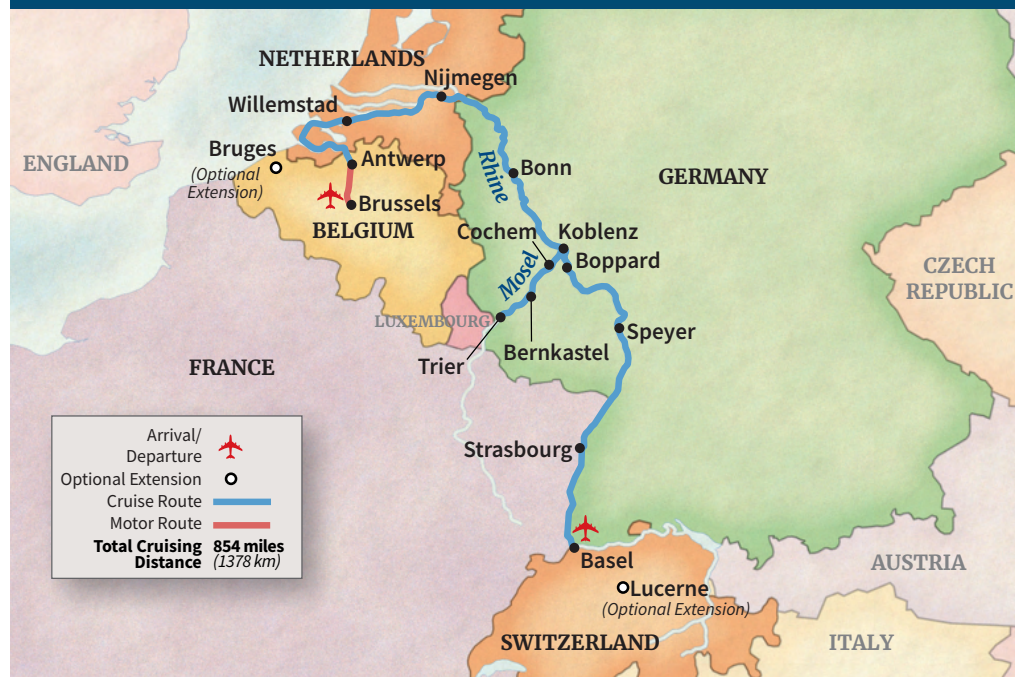 NETHERLANDS
Nijmegen
Willemstad
Bruges
(Optional
Extension)
Antwerp
Brussels
BELGIUM
ENGLAND
Rhine
Bonn
GERMANY
Cochem
Koblenz
Boppard
Mosel
CZECH
REPUBLIC
LUXEMBOURG
Speyer
Trier
Bernkastel
FRANCE
Strasbourg
Arrival/
Departure
Optional Extension
Cruise Route
Motor Route
Total Cruising 854 miles
Distance (1378 km)
Basel
AUSTRIA
Lucerne
(Optional Extension)
SWITZERLAND
ITALY